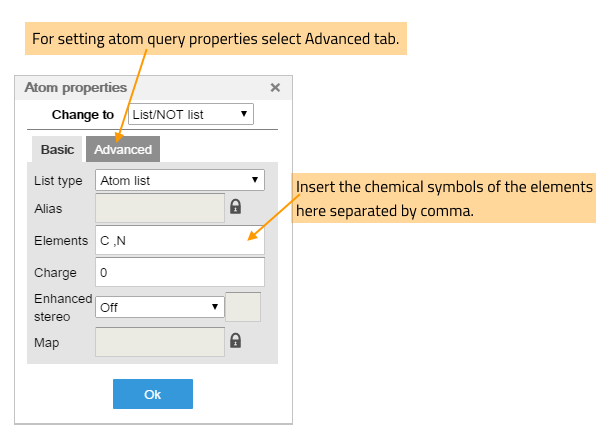 For setting atom query properties select Advanced tab.
Atom properties ×
Change to List/NOT list
Basic Advanced
List type Atom list
Alias
Insert the chemical symbols of the elements
here separated by comma.
Elements C ,N
Charge 0
Enhanced
stereo Off
Map
Ok